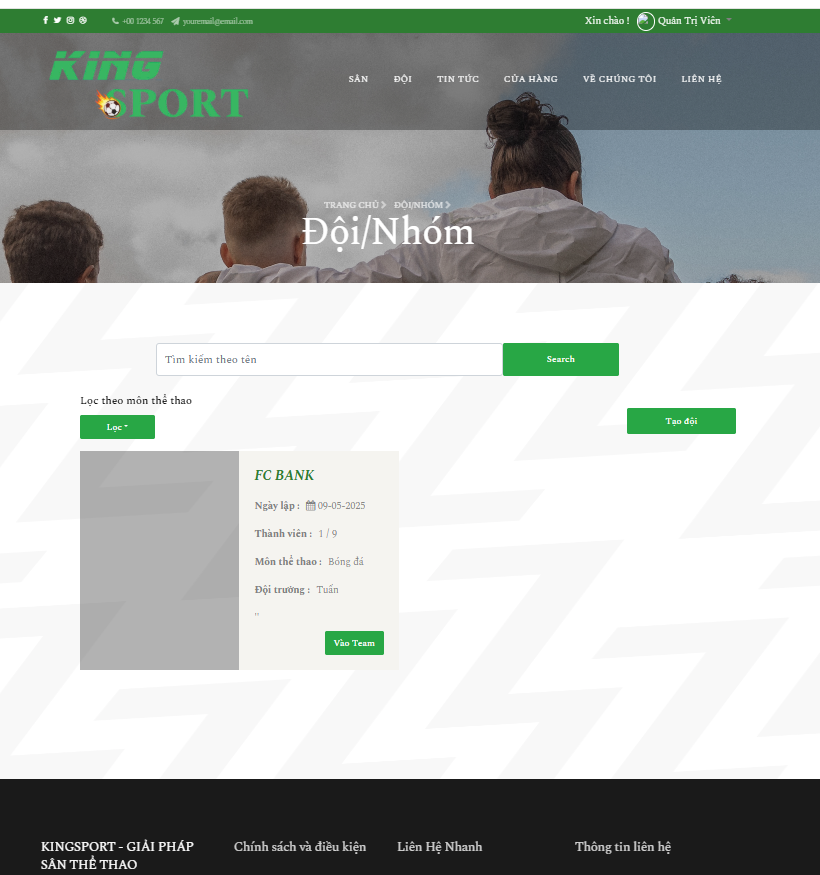 +00 1234 567 youremail@email.com
Xin chào ! Quản Trị Viên
KING
SPORT
SÂN ĐỘI TIN TỨC CỬA HÀNG VỀ CHÚNG TÔI LIÊN HỆ
TRANG CHỦ ĐỘI/NHÓM
Đội/Nhóm
Tìm kiếm theo tên
Search
Lọc theo môn thể thao
Lọc
Tạo đội
FC BANK
Ngày lập : 09-05-2025
Thành viên : 1 / 9
Môn thể thao : Bóng đá
Đội trưởng : Tuấn
"
Vào Team
KINGSPORT - GIẢI PHÁP
SÂN THỂ THAO
Chính sách và điều kiện
Liên Hệ Nhanh
Thông tin liên hệ